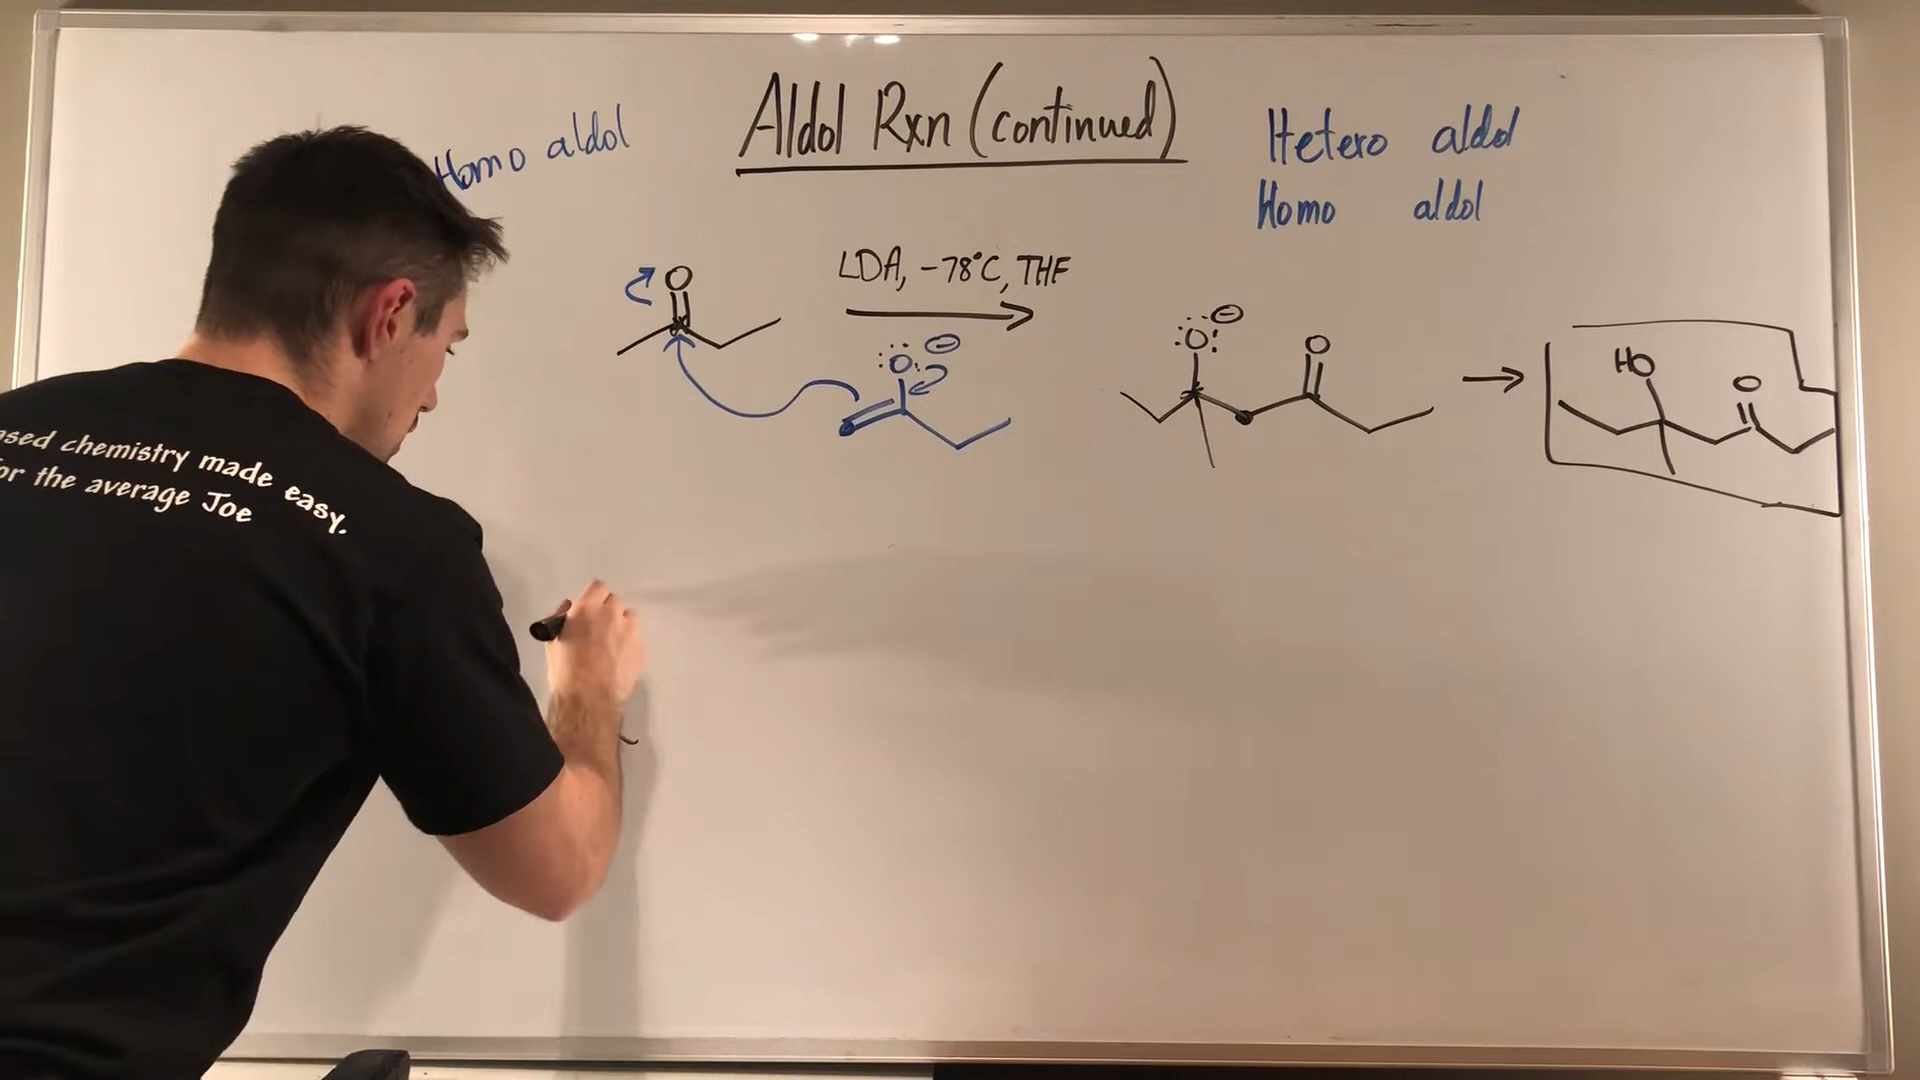 Aldol Rxn (continued)
Homo aldol
Hetero aldol
Homo aldol
LDA, -78°C, THF
O
O
O
O
HO
O
ased chemistry made easy,
or the average Joe